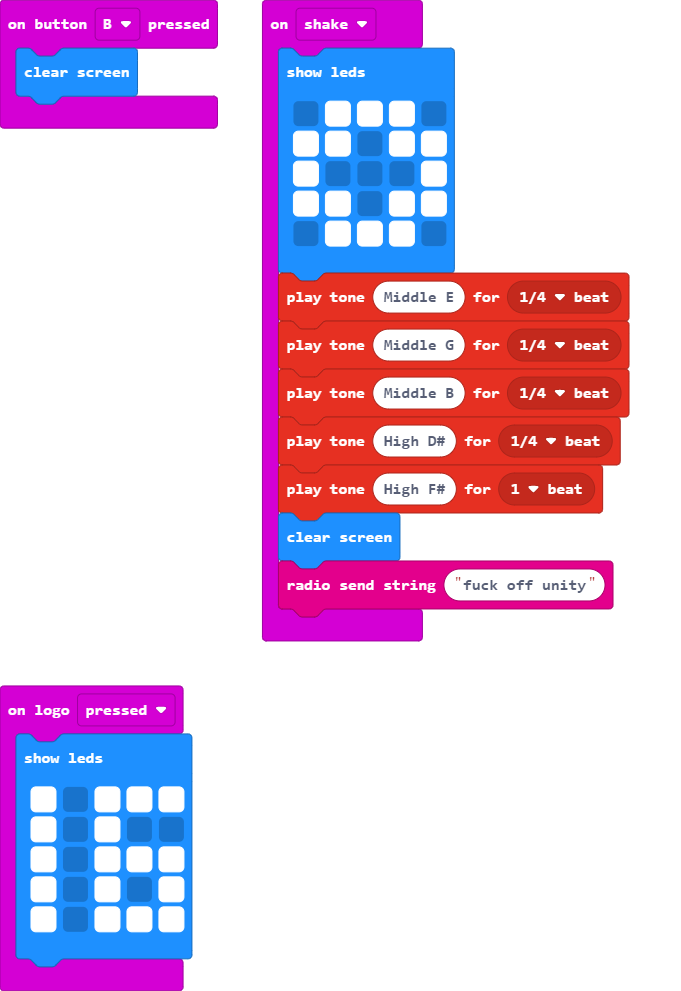 on button B pressed
clear screen
on shake
show leds
play tone Middle E for 1/4 beat
play tone Middle G for 1/4 beat
play tone Middle B for 1/4 beat
play tone High D# for 1/4 beat
play tone High F# for 1 beat
clear screen
radio send string "fuck off unity"
on logo pressed
show leds